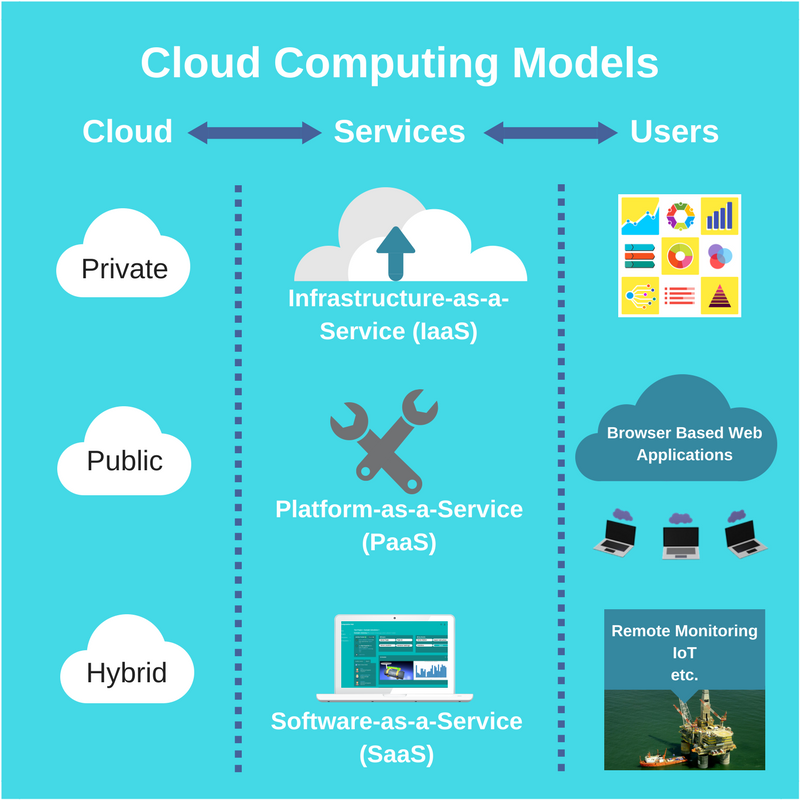 Cloud Computing Models
Cloud
Services
Users
Private
Infrastructure-as-a-
Service (IaaS)
Public
Platform-as-a-Service
(PaaS)
Browser Based Web
Applications
Hybrid
Software-as-a-Service
(SaaS)
Remote Monitoring
IoT
etc.